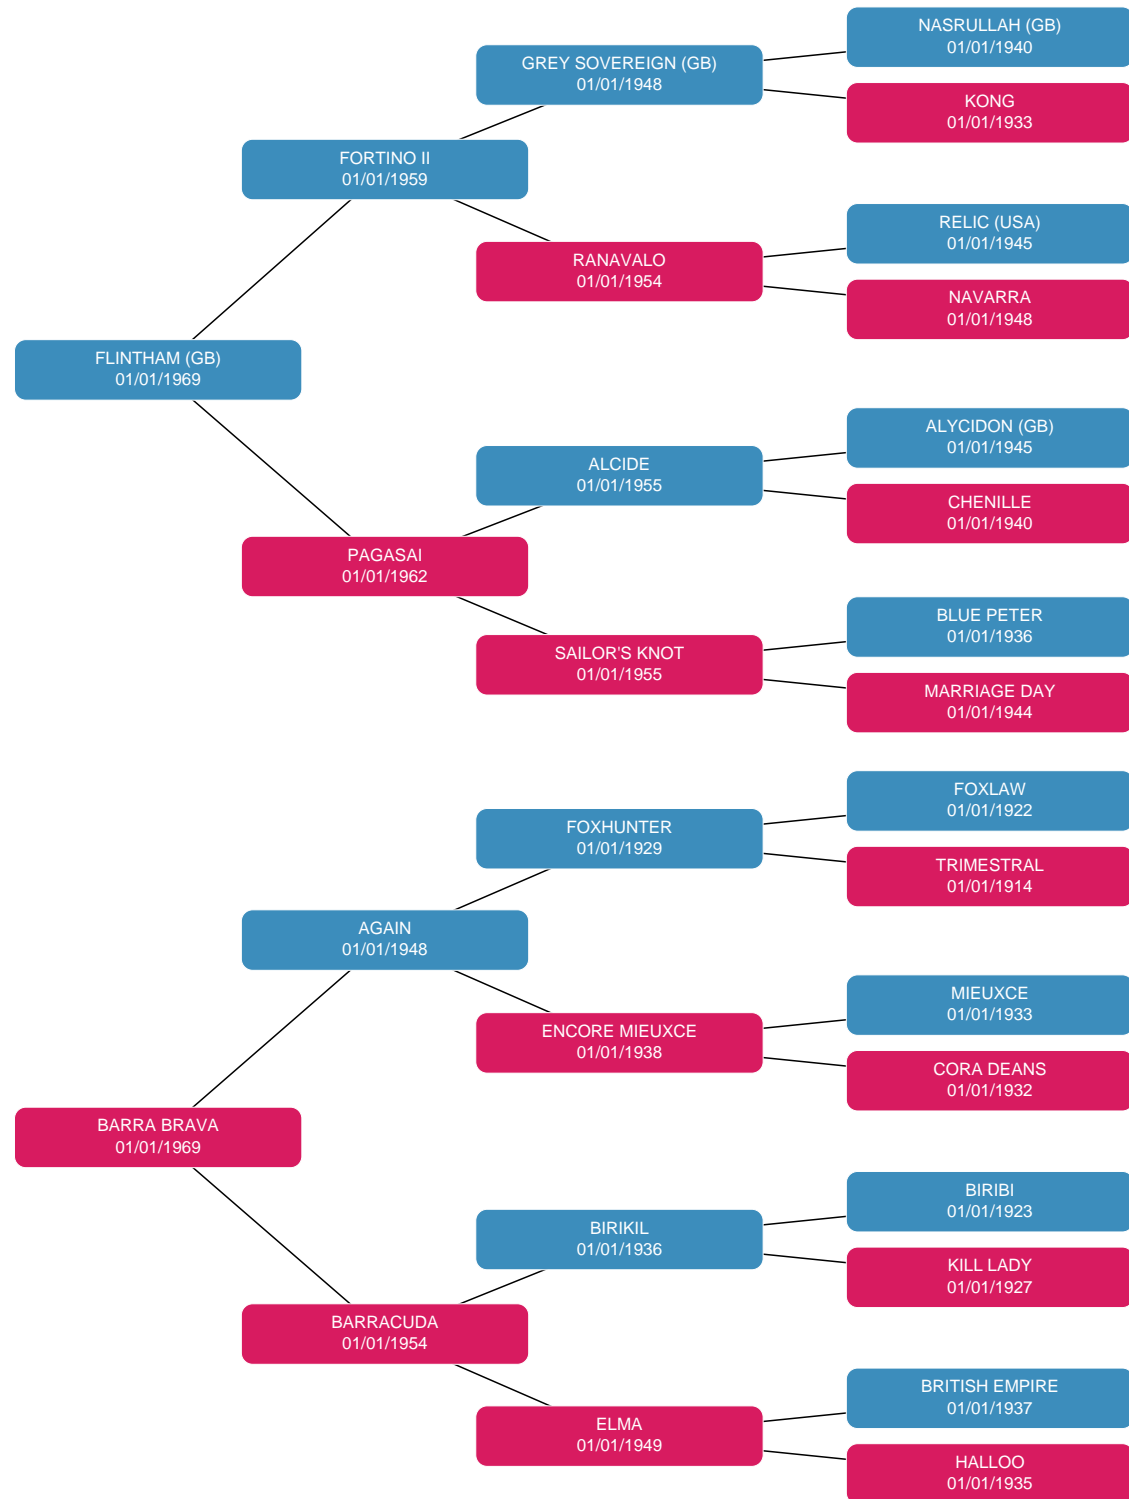 NASRULLAH (GB)
01/01/1940
GREY SOVEREIGN (GB)
01/01/1948
KONG
01/01/1933
FORTINO II
01/01/1959
RELIC (USA)
01/01/1945
RANAVALO
01/01/1954
NAVARRA
01/01/1948
FLINTHAM (GB)
01/01/1969
ALYCIDON (GB)
01/01/1945
ALCIDE
01/01/1955
CHENILLE
01/01/1940
PAGASAI
01/01/1962
BLUE PETER
01/01/1936
SAILOR'S KNOT
01/01/1955
MARRIAGE DAY
01/01/1944
FOXLAW
01/01/1922
FOXHUNTER
01/01/1929
TRIMESTRAL
01/01/1914
AGAIN
01/01/1948
MIEUXCE
01/01/1933
ENCORE MIEUXCE
01/01/1938
CORA DEANS
01/01/1932
BARRA BRAVA
01/01/1969
BIRIBI
01/01/1923
BIRIKIL
01/01/1936
KILL LADY
01/01/1927
BARRACUDA
01/01/1954
BRITISH EMPIRE
01/01/1937
ELMA
01/01/1949
HALLOO
01/01/1935